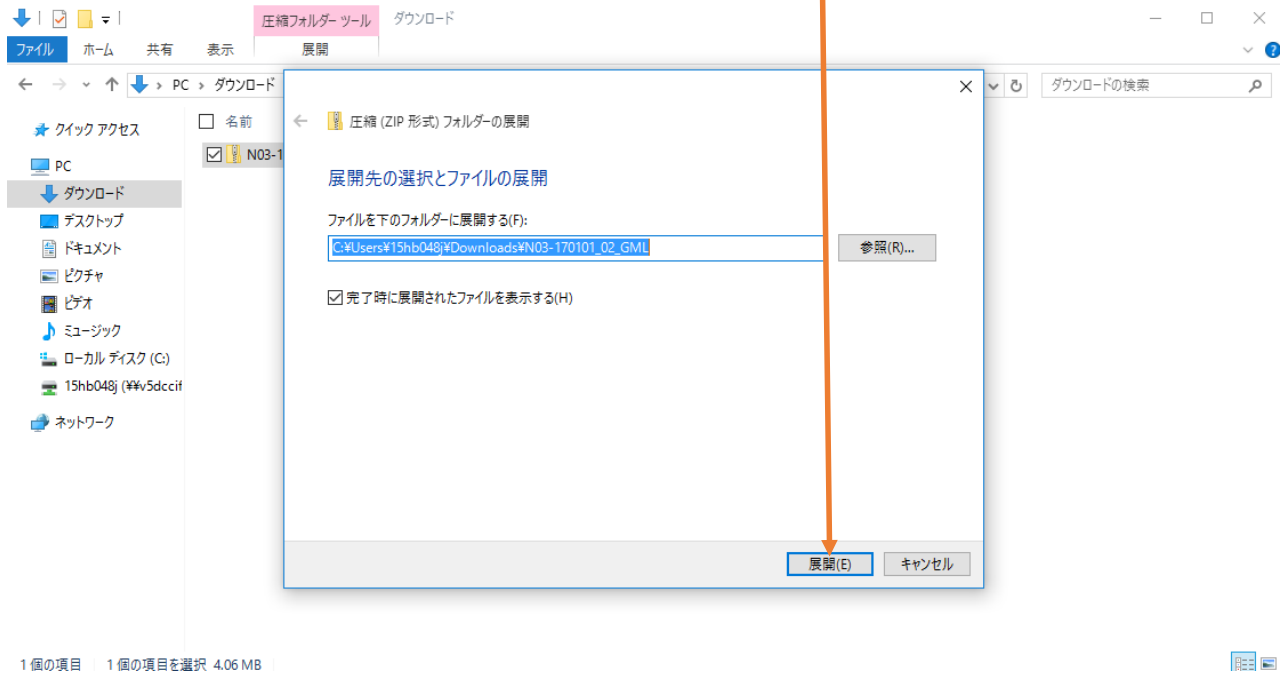 圧縮フォルダー ツール ダウンロード
ファイル ホーム 共有 表示 展開
PC › ダウンロード
ダウンロードの検索
クイック アクセス
PC
ダウンロード
デスクトップ
ドキュメント
ピクチャ
ビデオ
ミュージック
ローカル ディスク (C:)
15hb048j (¥¥v5dccif
ネットワーク
名前
N03-1
圧縮 (ZIP 形式) フォルダーの展開
展開先の選択とファイルの展開
ファイルを下のフォルダーに展開する(F):
C:¥Users¥15hb048j¥Downloads¥N03-170101_02_GML
参照(R)...
完了時に展開されたファイルを表示する(H)
展開(E) キャンセル
1 個の項目 1 個の項目を選択 4.06 MB